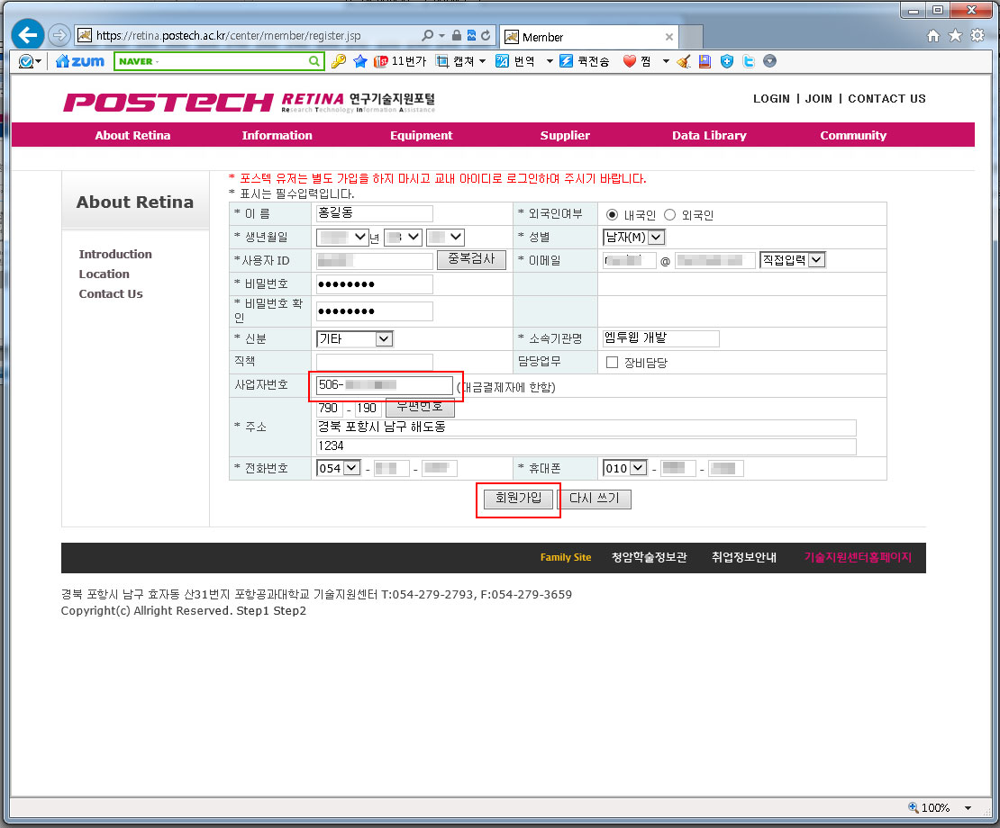 https://retina.postech.ac.kr/center/member/register.jsp
Member
zum NAVER 11번가 캡쳐 번역 퀵전송 찜
POSTECH RETINA 연구기술지원포털
Research Technology Information Assistance
LOGIN | JOIN | CONTACT US
About Retina Information Equipment Supplier Data Library Community
About Retina
Introduction
Location
Contact Us
* 포스텍 유저는 별도 가입을 하지 마시고 교내 아이디로 로그인하여 주시기 바랍니다.
* 표시는 필수입력입니다.
* 이 름 홍길동 * 외국인여부 내국인 외국인
* 생년월일 년 * 성별 남자(M)
*사용자 ID 중복검사 * 이메일 @ 직접입력
* 비밀번호 ●●●●●●●●
* 비밀번호 확인 ●●●●●●●●
* 신분 기타 * 소속기관명 엠투웹 개발
직책 담당업무 장비담당
사업자번호 506- (대금결제자에 한함)
* 주소 790 - 190 우편번호
경북 포항시 남구 해도동
1234
* 전화번호 054 - - * 휴대폰 010 - -
회원가입 다시 쓰기
Family Site 청암학술정보관 취업정보안내 기술지원센터홈페이지
경북 포항시 남구 효자동 산31번지 포항공과대학교 기술지원센터 T:054-279-2793, F:054-279-3659
Copyright(c) Allright Reserved. Step1 Step2
100%